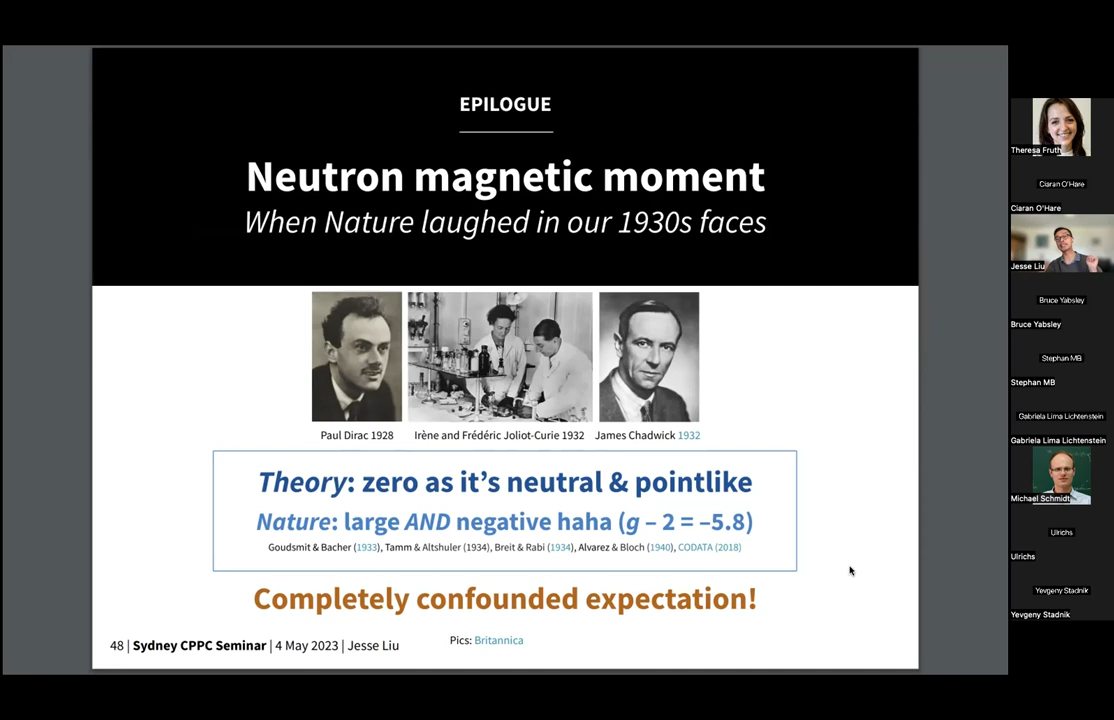 EPILOGUE
Neutron magnetic moment
When Nature laughed in our 1930s faces
Paul Dirac 1928
Irène and Frédéric Joliot-Curie 1932
James Chadwick 1932
Theory: zero as it’s neutral & pointlike
Nature: large AND negative haha (g – 2 = –5.8)
Goudsmit & Bacher (1933), Tamm & Altshuler (1934), Breit & Rabi (1934), Alvarez & Bloch (1940), CODATA (2018)
Completely confounded expectation!
48 | Sydney CPPC Seminar | 4 May 2023 | Jesse Liu
Pics: Britannica
Theresa Fruth
Ciaran O'Hare
Ciaran O'Hare
Jesse Liu
Bruce Yabsley
Bruce Yabsley
Stephan MB
Stephan MB
Gabriela Lima Lichtenstein
Gabriela Lima Lichtenstein
Michael Schmidt
Ulrichs
Ulrichs
Yevgeny Stadnik
Yevgeny Stadnik